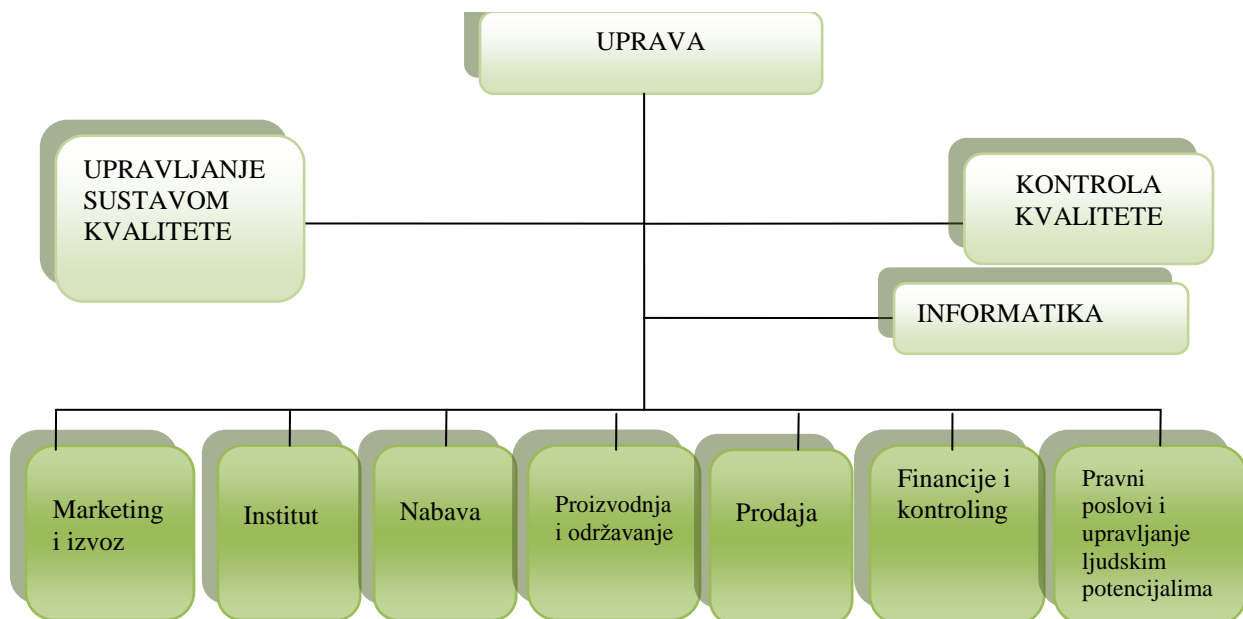 UPRAVA
UPRAVLJANJE
SUSTAVOM
KVALITETE
KONTROLA
KVALITETE
INFORMATIKA
Marketing
i izvoz
Institut
Nabava
Proizvodnja
i održavanje
Prodaja
Financije i
kontroling
Pravni
poslovi i
upravljanje
ljudskim
potencijalima